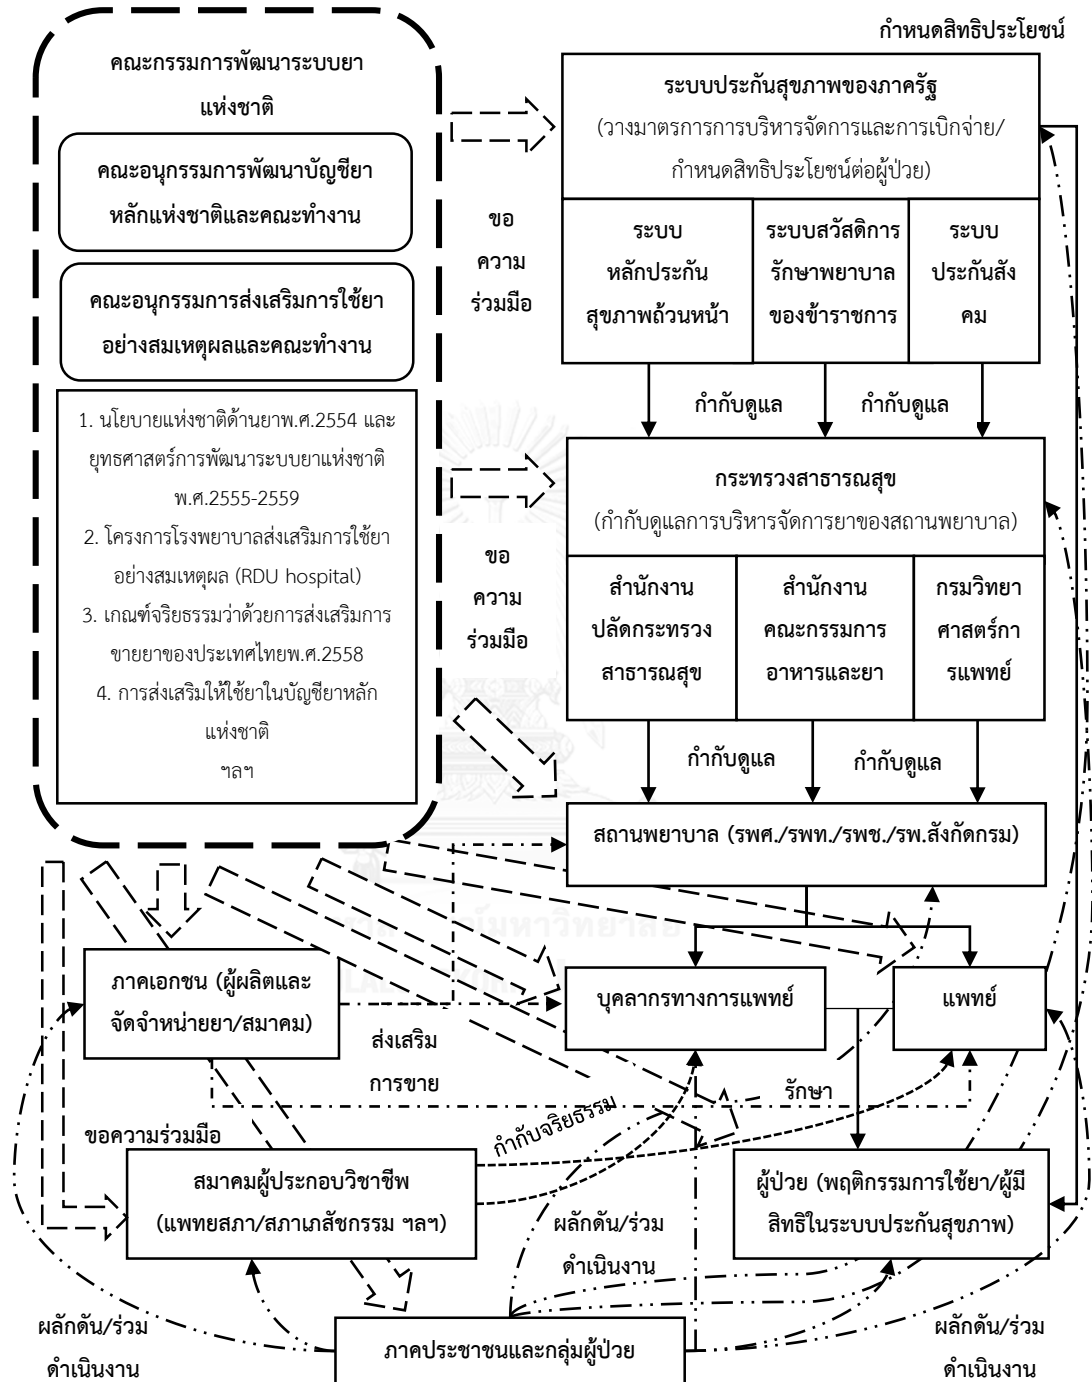 กำหนดสิทธิประโยชน์
คณะกรรมการพัฒนาระบบยา
แห่งชาติ
คณะอนุกรรมการพัฒนาบัญชียา
หลักแห่งชาติและคณะทำงาน
คณะอนุกรรมการส่งเสริมการใช้ยา
อย่างสมเหตุผลและคณะทำงาน
1. นโยบายแห่งชาติด้านยาพ.ศ.2554 และ
ยุทธศาสตร์การพัฒนาระบบยาแห่งชาติ
พ.ศ.2555-2559
2. โครงการโรงพยาบาลส่งเสริมการใช้ยา
อย่างสมเหตุผล (RDU hospital)
3. เกณฑ์จริยธรรมว่าด้วยการส่งเสริมการ
ขายยาของประเทศไทยพ.ศ.2558
4. การส่งเสริมให้ใช้ยาในบัญชียาหลัก
แห่งชาติ
ฯลฯ
ขอ
ความ
ร่วมมือ
ระบบประกันสุขภาพของภาครัฐ
(วางมาตรการการบริหารจัดการและการเบิกจ่าย/
กำหนดสิทธิประโยชน์ต่อผู้ป่วย)
ระบบ
หลักประกัน
สุขภาพถ้วนหน้า
ระบบสวัสดิการ
รักษาพยาบาล
ของข้าราชการ
ระบบ
ประกันสัง
คม
กำกับดูแล
กำกับดูแล
ขอ
ความ
ร่วมมือ
กระทรวงสาธารณสุข
(กำกับดูแลการบริหารจัดการยาของสถานพยาบาล)
สำนักงาน
ปลัดกระทรวง
สาธารณสุข
สำนักงาน
คณะกรรมการ
อาหารและยา
กรมวิทยา
ศาสตร์กา
รแพทย์
กำกับดูแล
กำกับดูแล
สถานพยาบาล (รพศ./รพท./รพช./รพ.สังกัดกรม)
ภาคเอกชน (ผู้ผลิตและ
จัดจำหน่ายยา/สมาคม)
ส่งเสริม
การขาย
บุคลากรทางการแพทย์
แพทย์
รักษา
กำกับจริยธรรม
ขอความร่วมมือ
สมาคมผู้ประกอบวิชาชีพ
(แพทยสภา/สภาเภสัชกรรม ฯลฯ)
ผู้ป่วย (พฤติกรรมการใช้ยา/ผู้มี
สิทธิในระบบประกันสุขภาพ)
ผลักดัน/ร่วม
ดำเนินงาน
ผลักดัน/ร่วม
ดำเนินงาน
ภาคประชาชนและกลุ่มผู้ป่วย
ผลักดัน/ร่วม
ดำเนินงาน